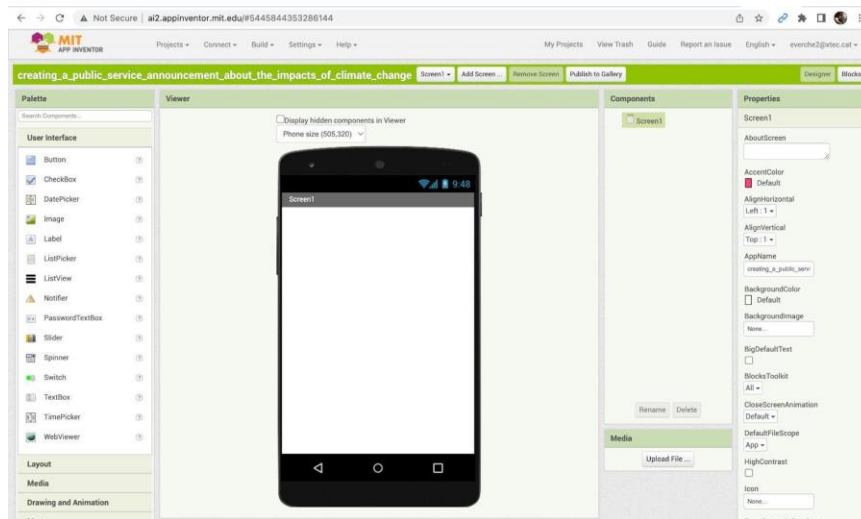 Not Secure | ai2.appinventor.mit.edu/#5445844353286144
MIT
APP INVENTOR
Projects Connect Build Settings Help My Projects View Trash Guide Report an Issue English everche2@xtec.cat
creating_a_public_service_announcement_about_the_impacts_of_climate_change Screen1 Add Screen ... Remove Screen Publish to Gallery Designer Blocks
Palette
Search Components...
User Interface
Button
CheckBox
DatePicker
Image
Label
ListPicker
ListView
Notifier
PasswordTextBox
Slider
Spinner
Switch
TextBox
TimePicker
WebViewer
Layout
Media
Drawing and Animation
Viewer
Display hidden components in Viewer
Phone size (505,320)
9:48
Screen1
Components
Screen1
Rename Delete
Media
Upload File ...
Properties
Screen1
AboutScreen
AccentColor
Default
AlignHorizontal
Left : 1
AlignVertical
Top : 1
AppName
creating_a_public_servi
BackgroundColor
Default
BackgroundImage
None...
BigDefaultText
BlocksToolkit
All
CloseScreenAnimation
Default
DefaultFileScope
App
HighContrast
Icon
None...